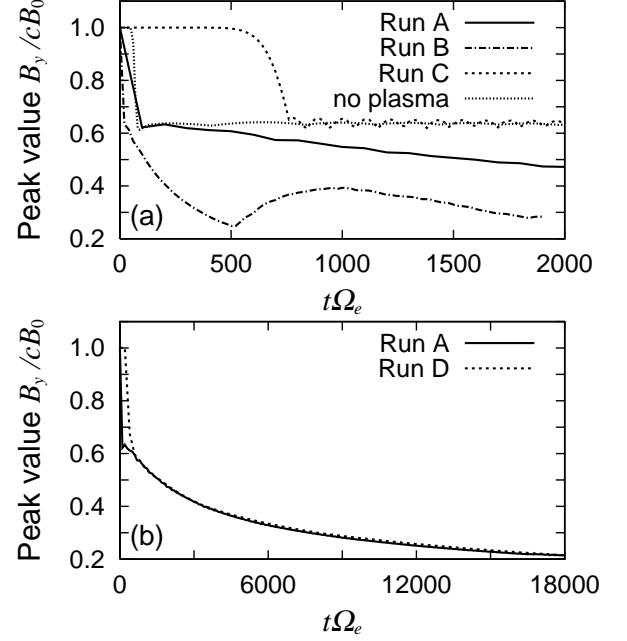 Peak value B_y/cB_0
1.0
0.8
0.6
0.4
0.2
Run A
Run B
Run C
no plasma
(a)
0
500
1000
1500
2000
tΩ_e
Peak value B_y/cB_0
1.0
0.8
0.6
0.4
0.2
Run A
Run D
(b)
0
6000
12000
18000
tΩ_e